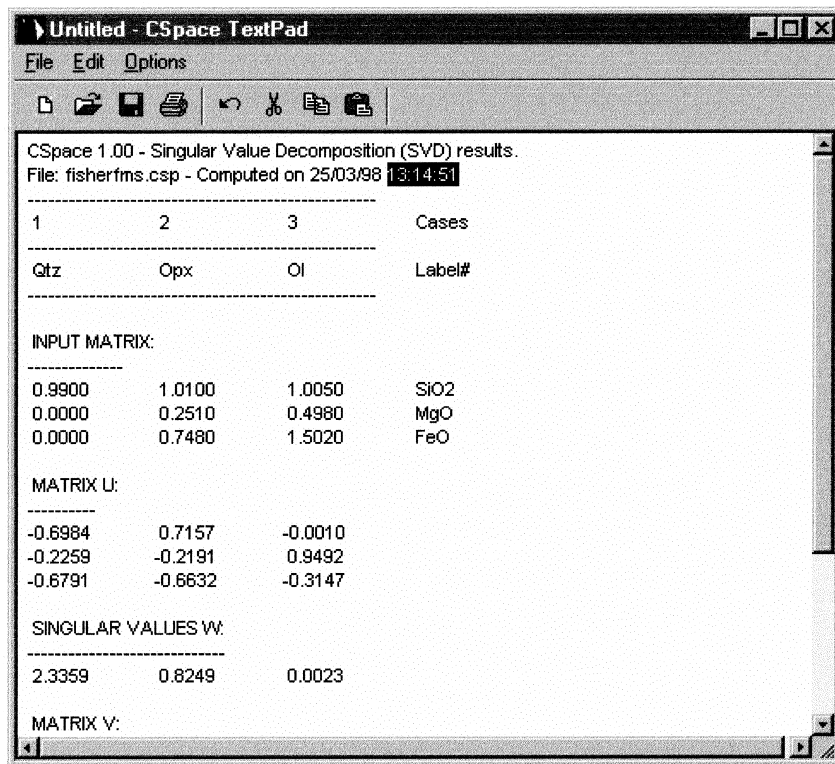 Untitled - CSpace TextPad
File Edit Options
CSpace 1.00 - Singular Value Decomposition (SVD) results.
File: fisherfms.csp - Computed on 25/03/98 13:14:51
--------------------------------------------------
1 2 3 Cases
--------------------------------------------------
Qtz Opx Ol Label#
--------------------------------------------------
INPUT MATRIX:
--------------
0.9900 1.0100 1.0050 SiO2
0.0000 0.2510 0.4980 MgO
0.0000 0.7480 1.5020 FeO
MATRIX U:
----------
-0.6984 0.7157 -0.0010
-0.2259 -0.2191 0.9492
-0.6791 -0.6632 -0.3147
SINGULAR VALUES W:
-----------------------------
2.3359 0.8249 0.0023
MATRIX V: